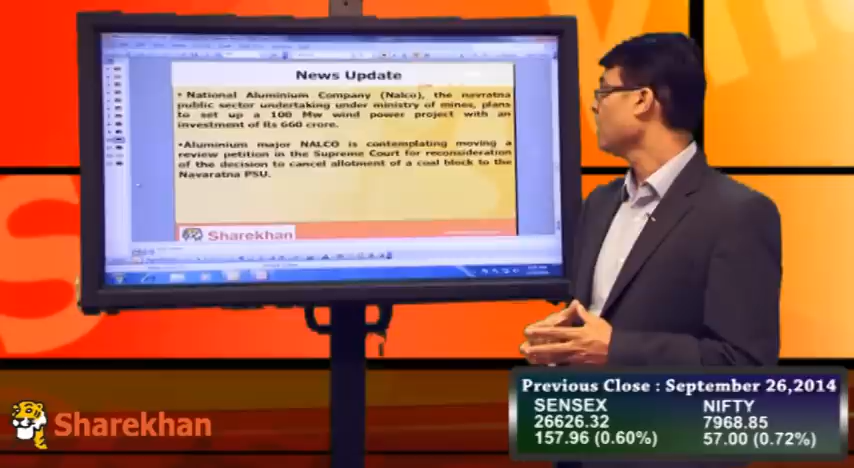 News Update
• National Aluminium Company (Nalco), the navratna
public sector undertaking under ministry of mines, plans
to set up a 100 Mw wind power project with an
investment of Rs 660 crore.
•Aluminium major NALCO is contemplating moving a
review petition in the Supreme Court for reconsideration
of the decision to cancel allotment of a coal block to the
Navaratna PSU.
Sharekhan
Sharekhan
Previous Close : September 26,2014
SENSEX NIFTY
26626.32 7968.85
157.96 (0.60%) 57.00 (0.72%)